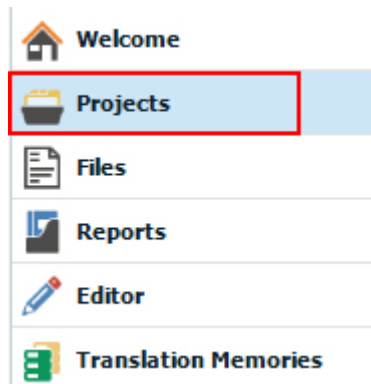 Welcome
Projects
Files
Reports
Editor
Translation Memories